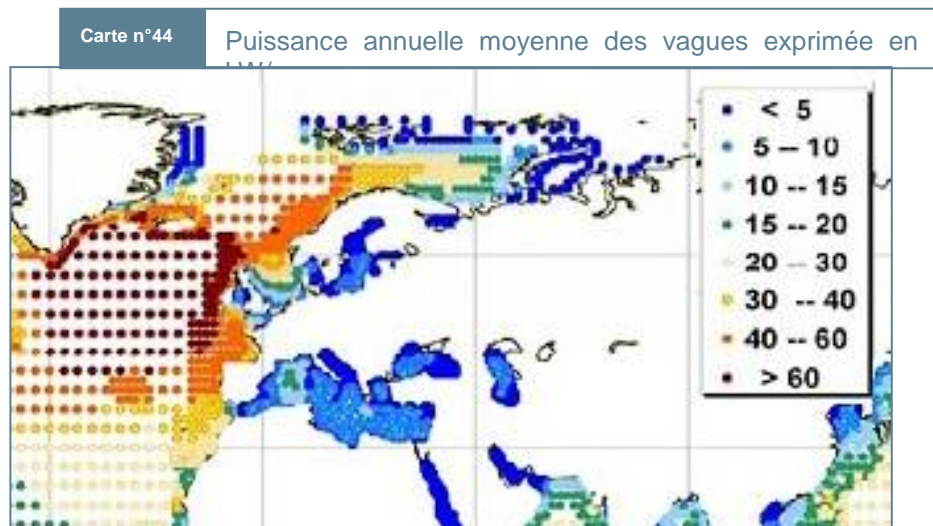 Carte n°44
Puissance annuelle moyenne des vagues exprimée en
< 5
5 -- 10
10 -- 15
15 -- 20
20 -- 30
30 -- 40
40 -- 60
> 60